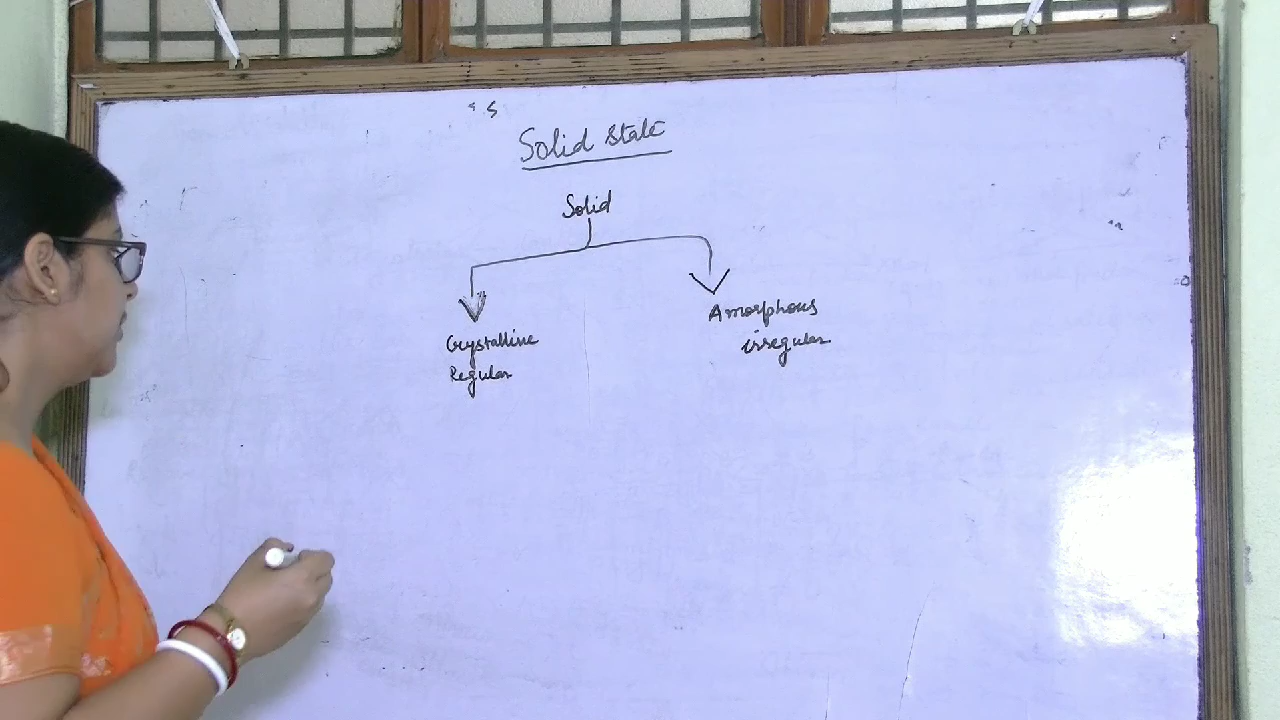 Solid state
Solid
Crystalline
Regular
Amorphous
irregular